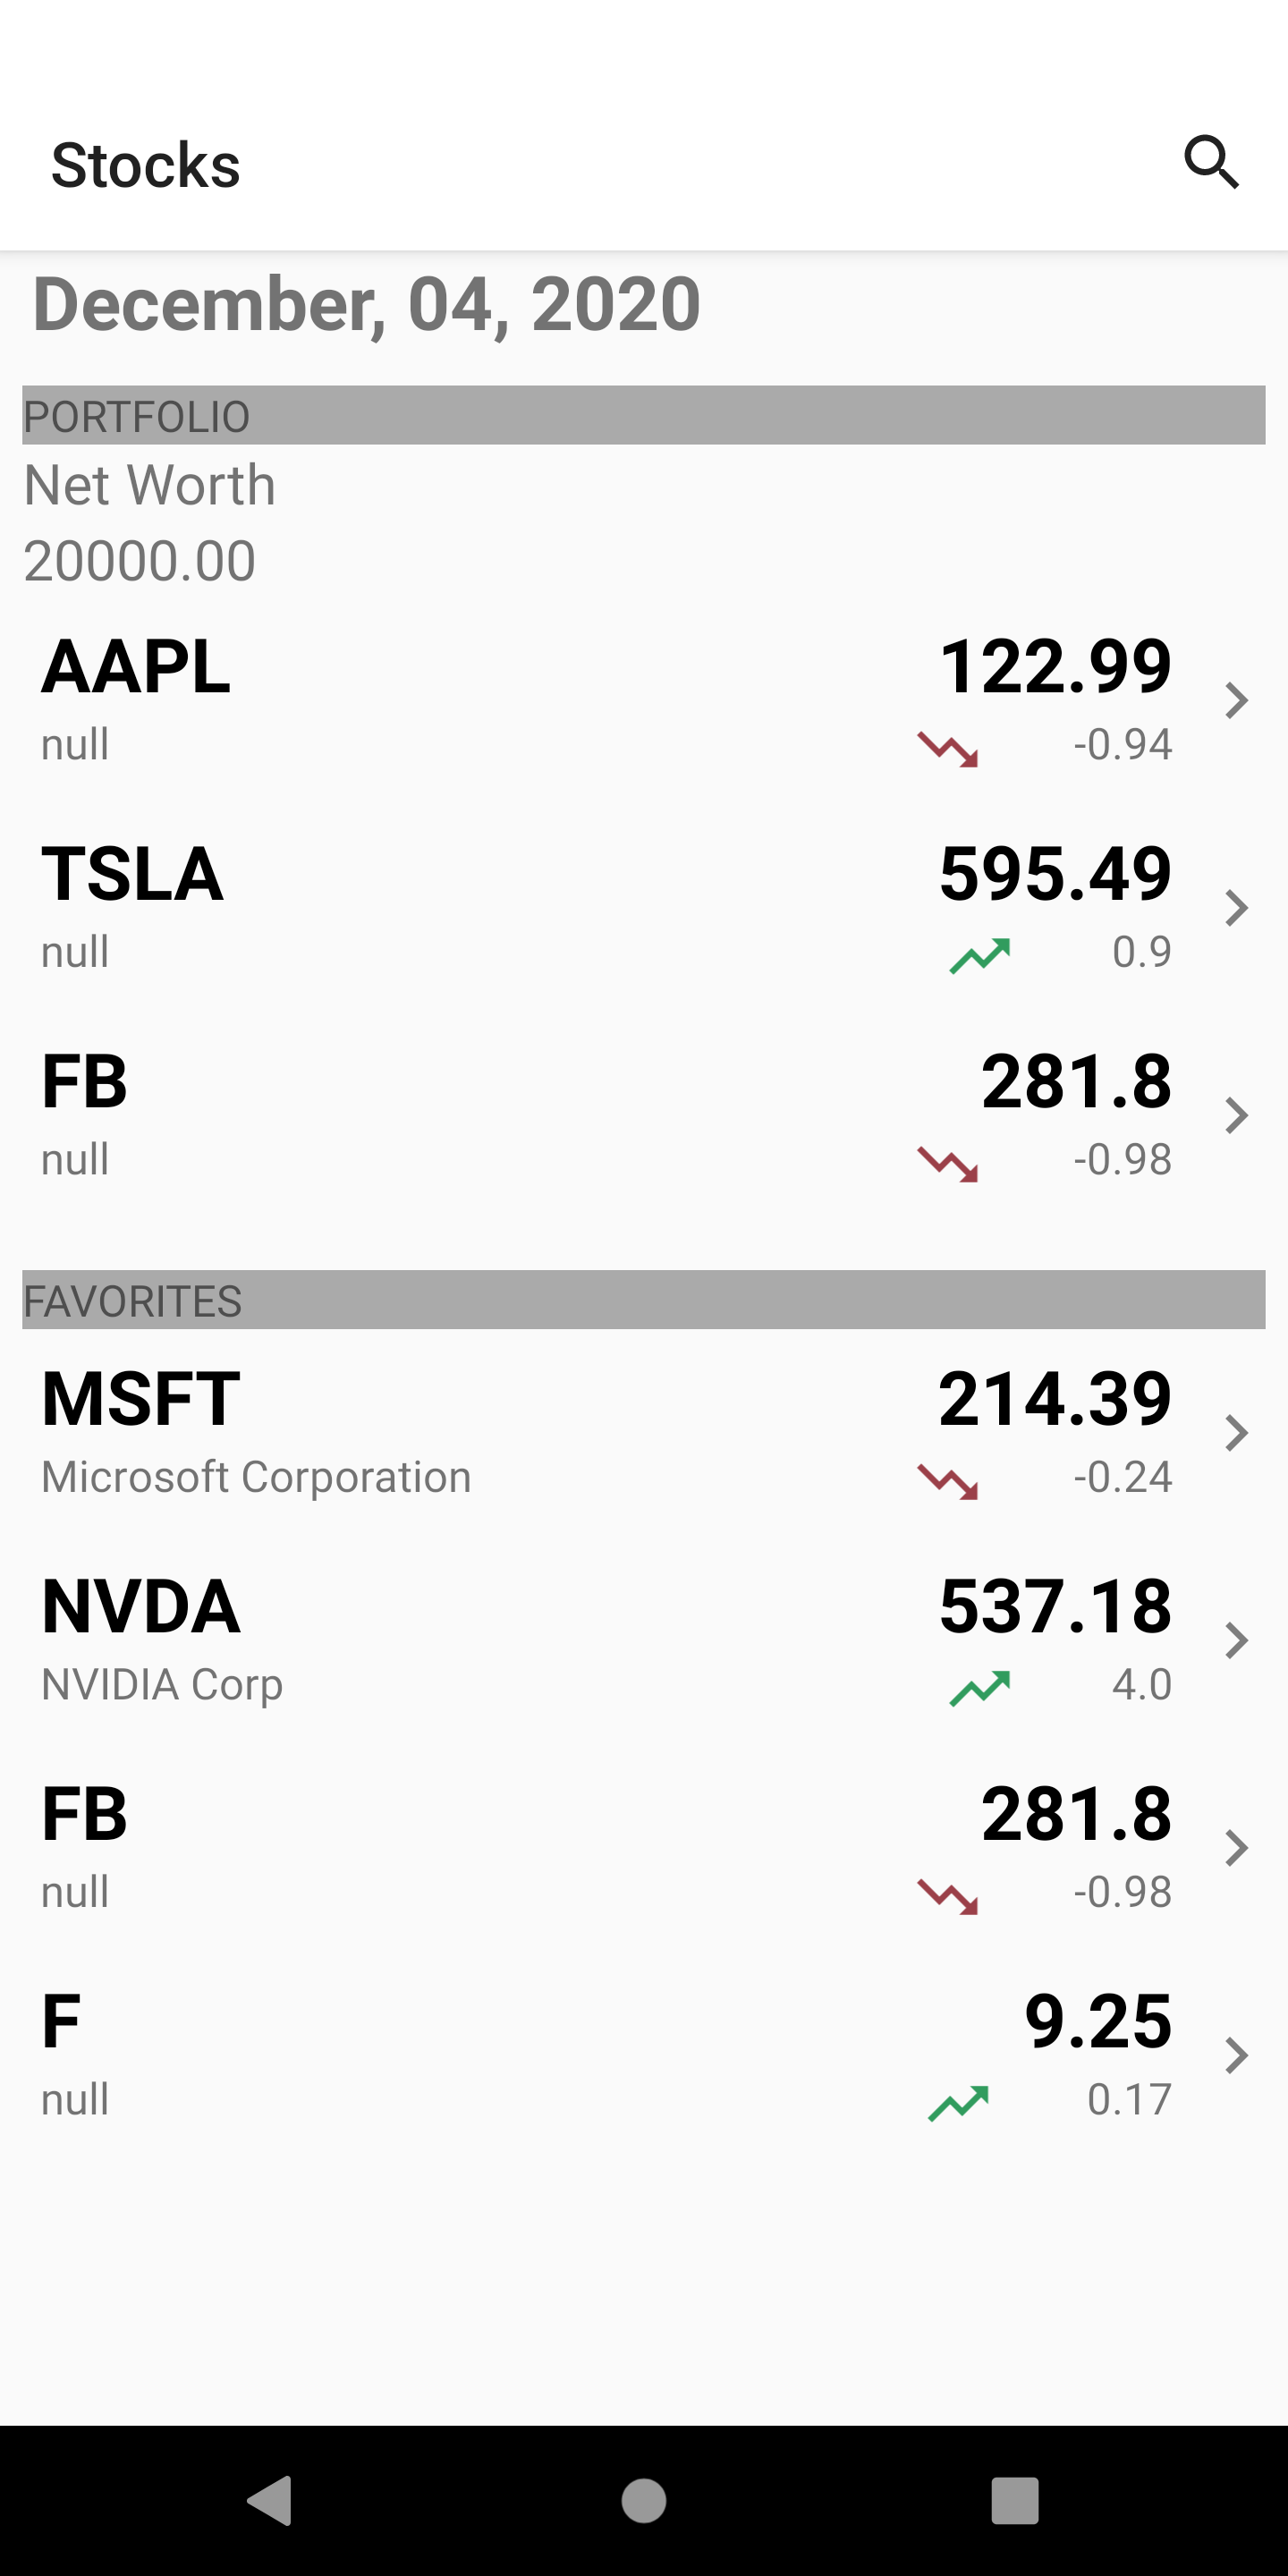 Stocks
December, 04, 2020
PORTFOLIO
Net Worth
20000.00
AAPL 122.99
null -0.94
TSLA 595.49
null 0.9
FB 281.8
null -0.98
FAVORITES
MSFT 214.39
Microsoft Corporation -0.24
NVDA 537.18
NVIDIA Corp 4.0
FB 281.8
null -0.98
F 9.25
null 0.17